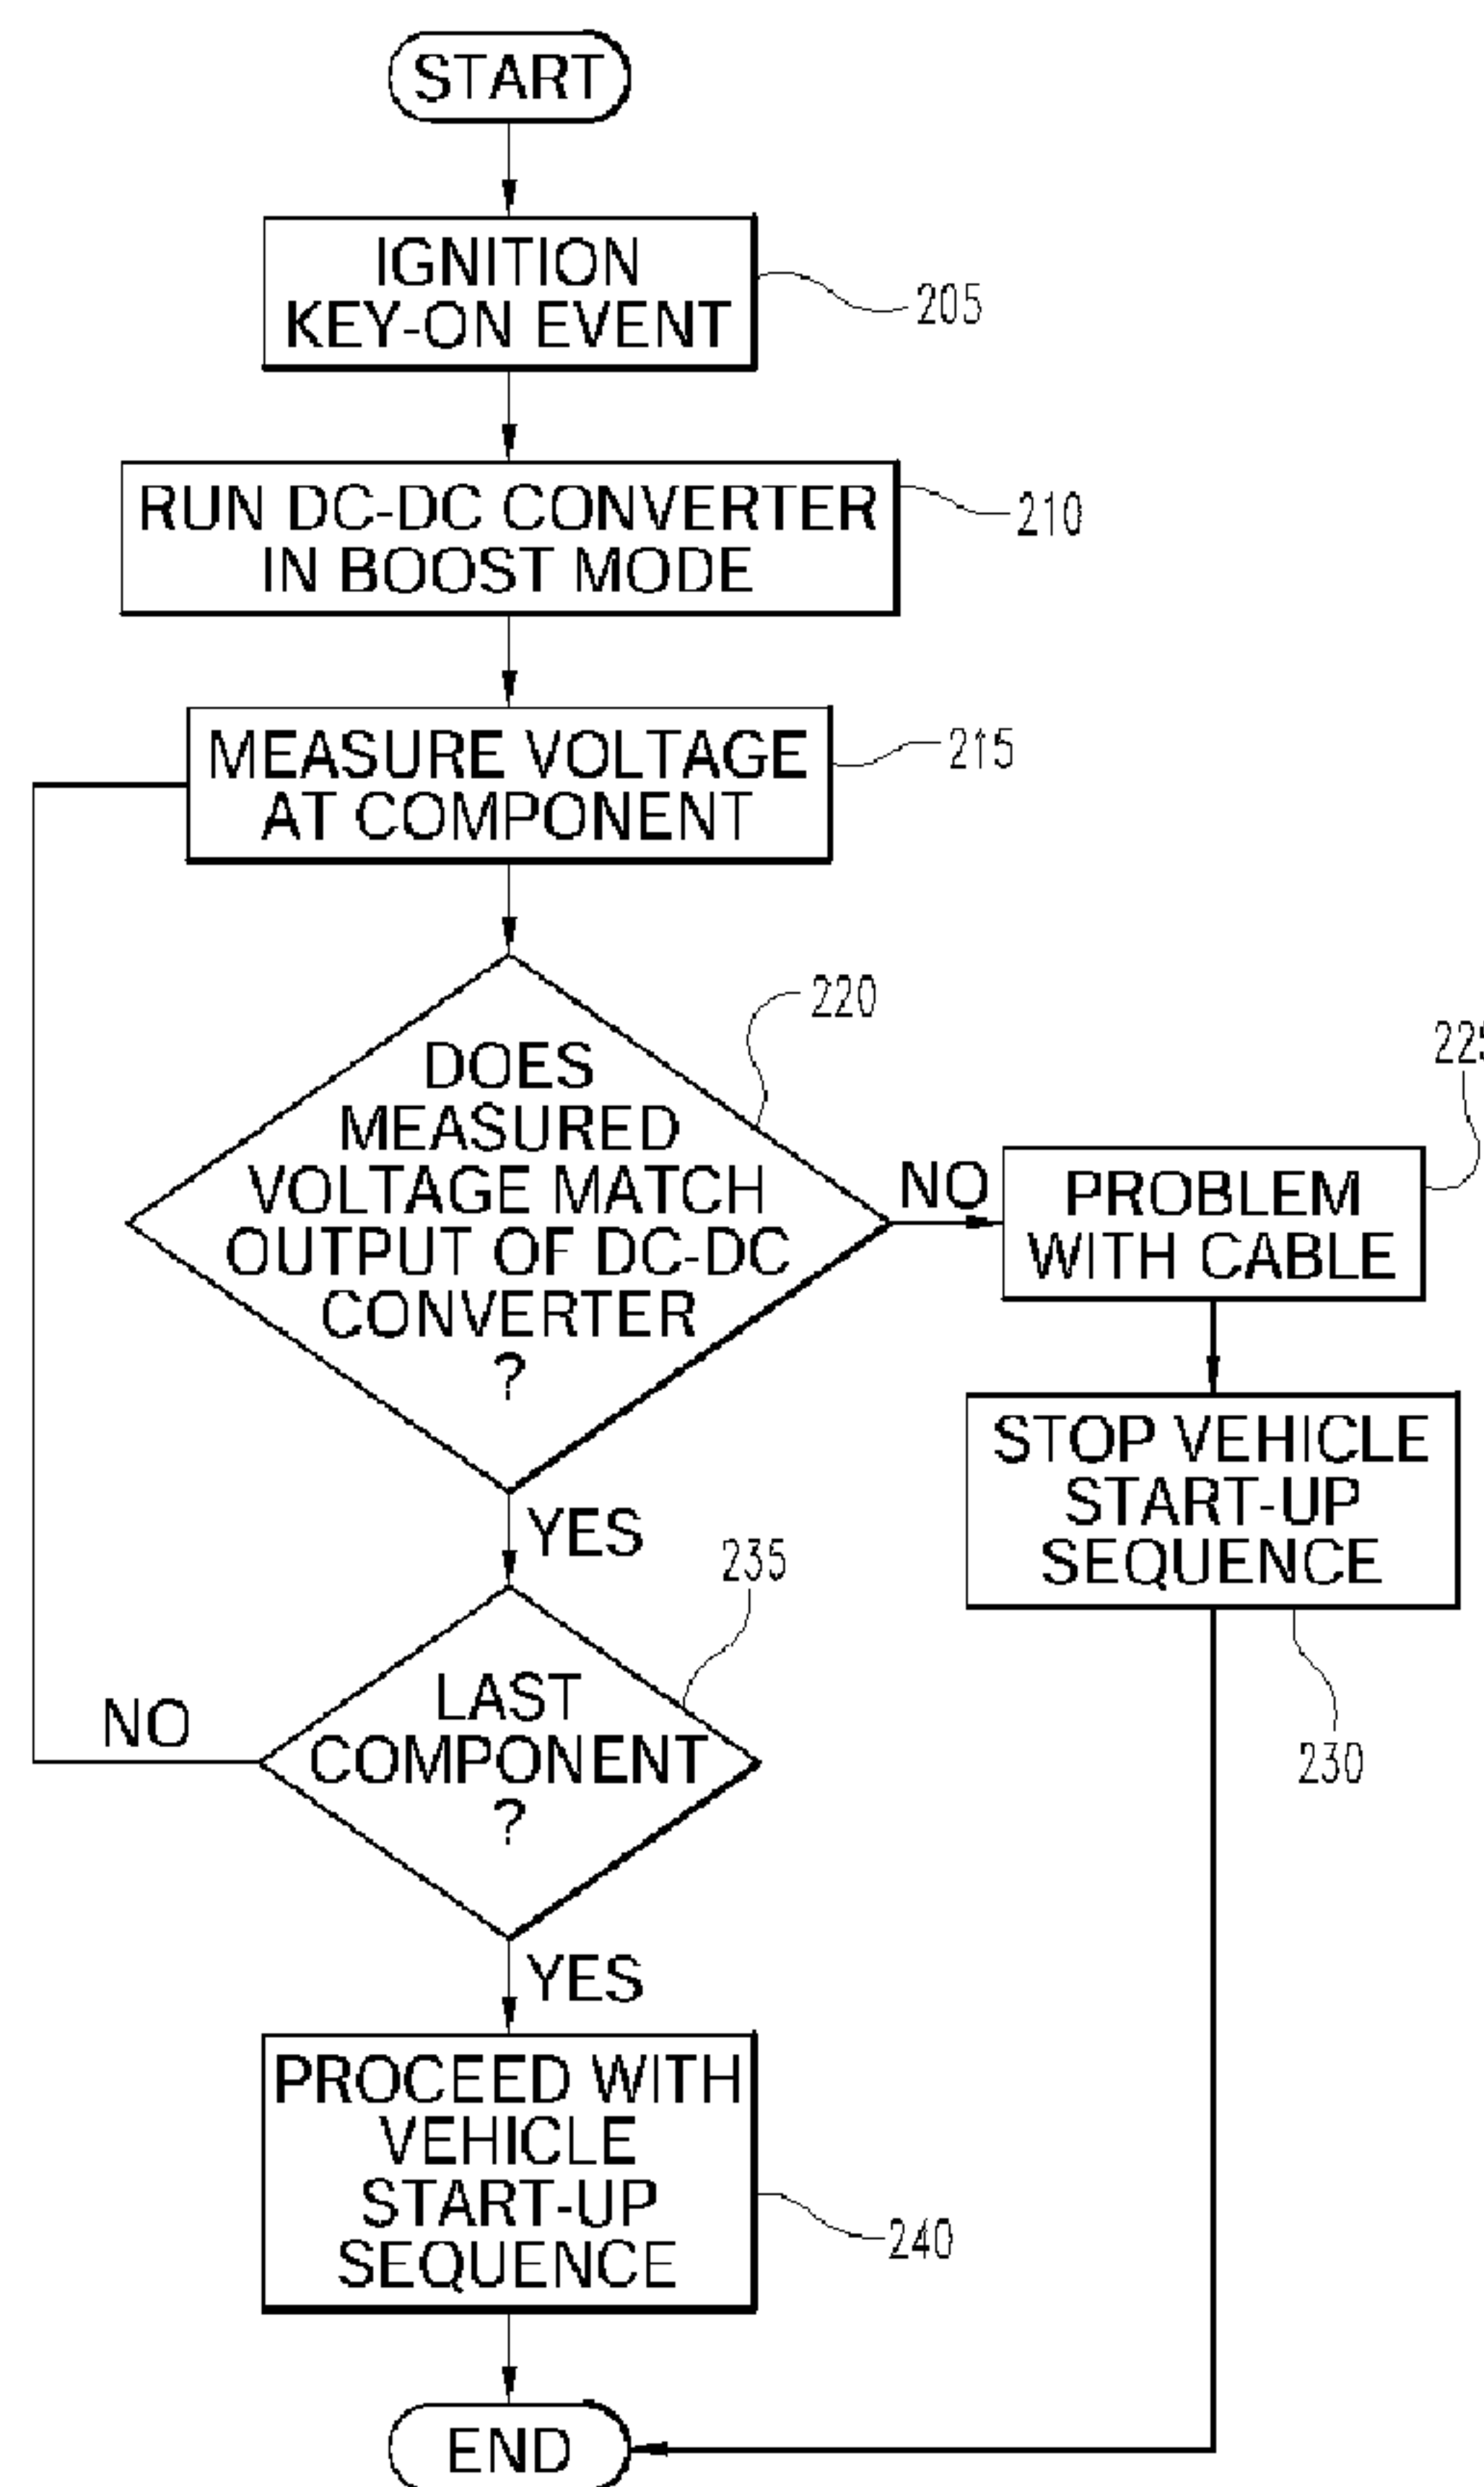 START
IGNITION
KEY-ON EVENT
205
RUN DC-DC CONVERTER
IN BOOST MODE
210
MEASURE VOLTAGE
AT COMPONENT
215
DOES
MEASURED
VOLTAGE MATCH
OUTPUT OF DC-DC
CONVERTER
?
220
NO
PROBLEM
WITH CABLE
YES
STOP VEHICLE
START-UP
SEQUENCE
230
235
LAST
COMPONENT
?
NO
YES
PROCEED WITH
VEHICLE
START-UP
SEQUENCE
240
END